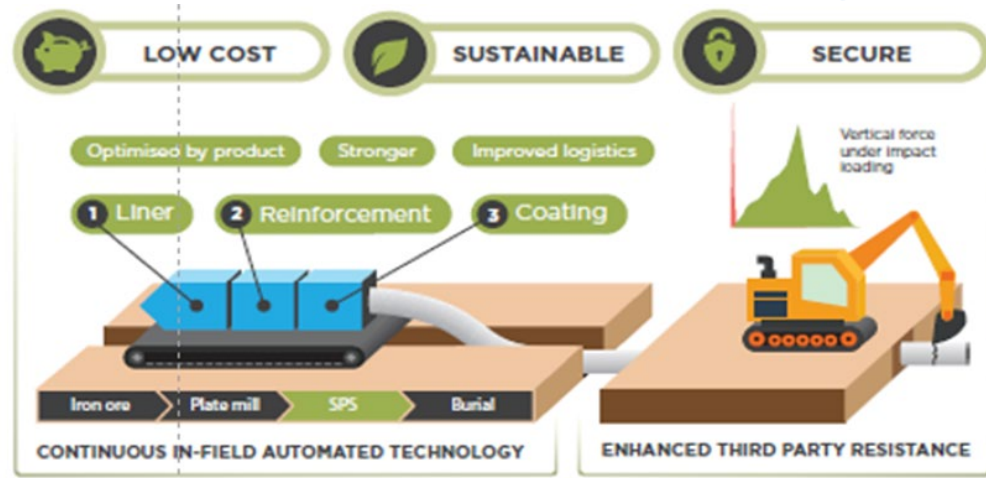 LOW COST
SUSTAINABLE
SECURE
Optimised by product
Stronger
Improved logistics
Vertical force
under impact
loading
1 Liner
2 Reinforcement
3 Coating
Iron ore
Plate mill
SPS
Burial
CONTINUOUS IN-FIELD AUTOMATED TECHNOLOGY
ENHANCED THIRD PARTY RESISTANCE